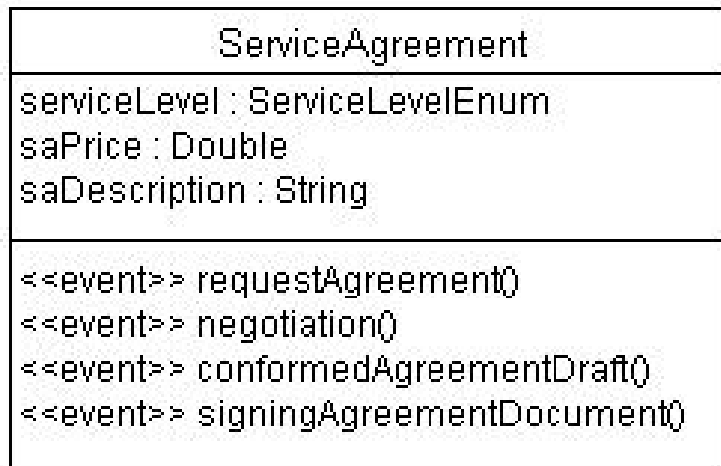 ServiceAgreement
serviceLevel : ServiceLevelEnum
saPrice : Double
saDescription : String
<<event>> requestAgreement()
<<event>> negotiation()
<<event>> conformedAgreementDraft()
<<event>> signingAgreementDocument()